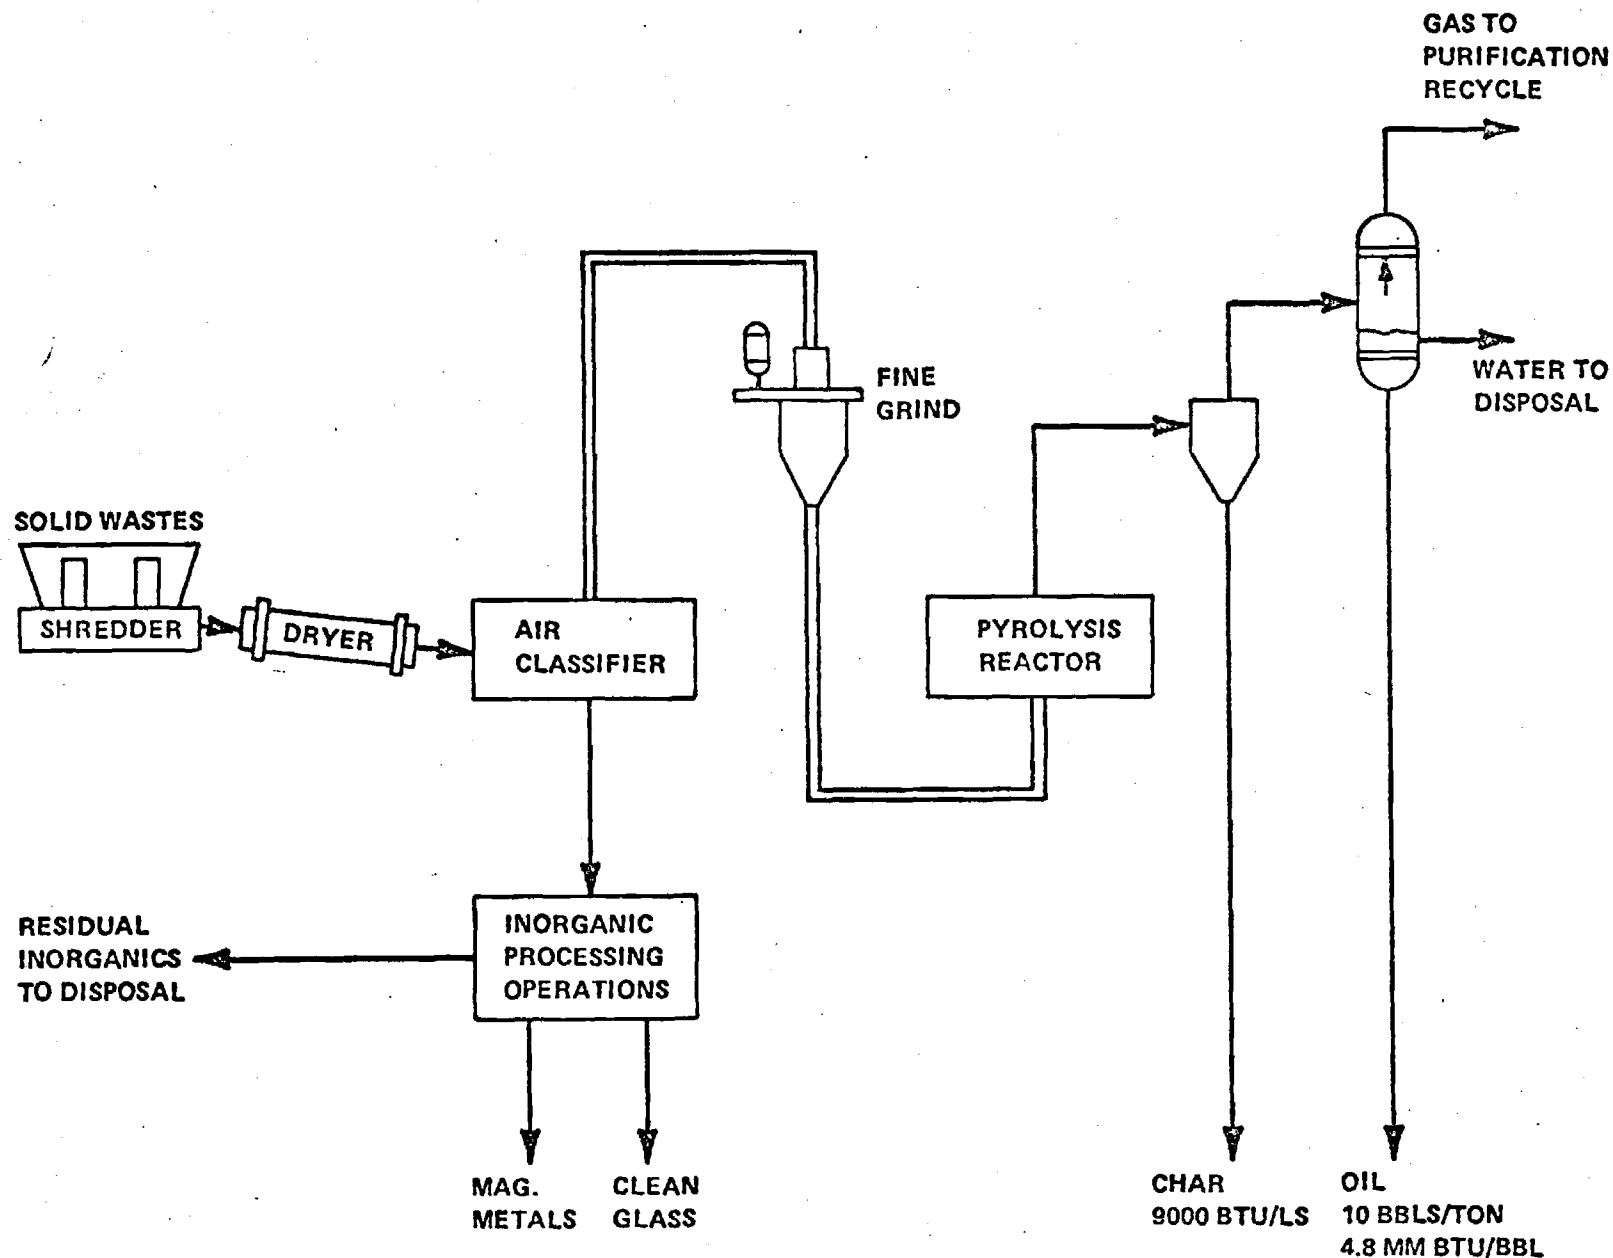 GAS TO
PURIFICATION
RECYCLE
WATER TO
DISPOSAL
FINE
GRIND
SOLID WASTES
SHREDDER
DRYER
AIR
CLASSIFIER
PYROLYSIS
REACTOR
RESIDUAL
INORGANICS
TO DISPOSAL
INORGANIC
PROCESSING
OPERATIONS
MAG.
METALS
CLEAN
GLASS
CHAR
9000 BTU/LS
OIL
10 BBLS/TON
4.8 MM BTU/BBL